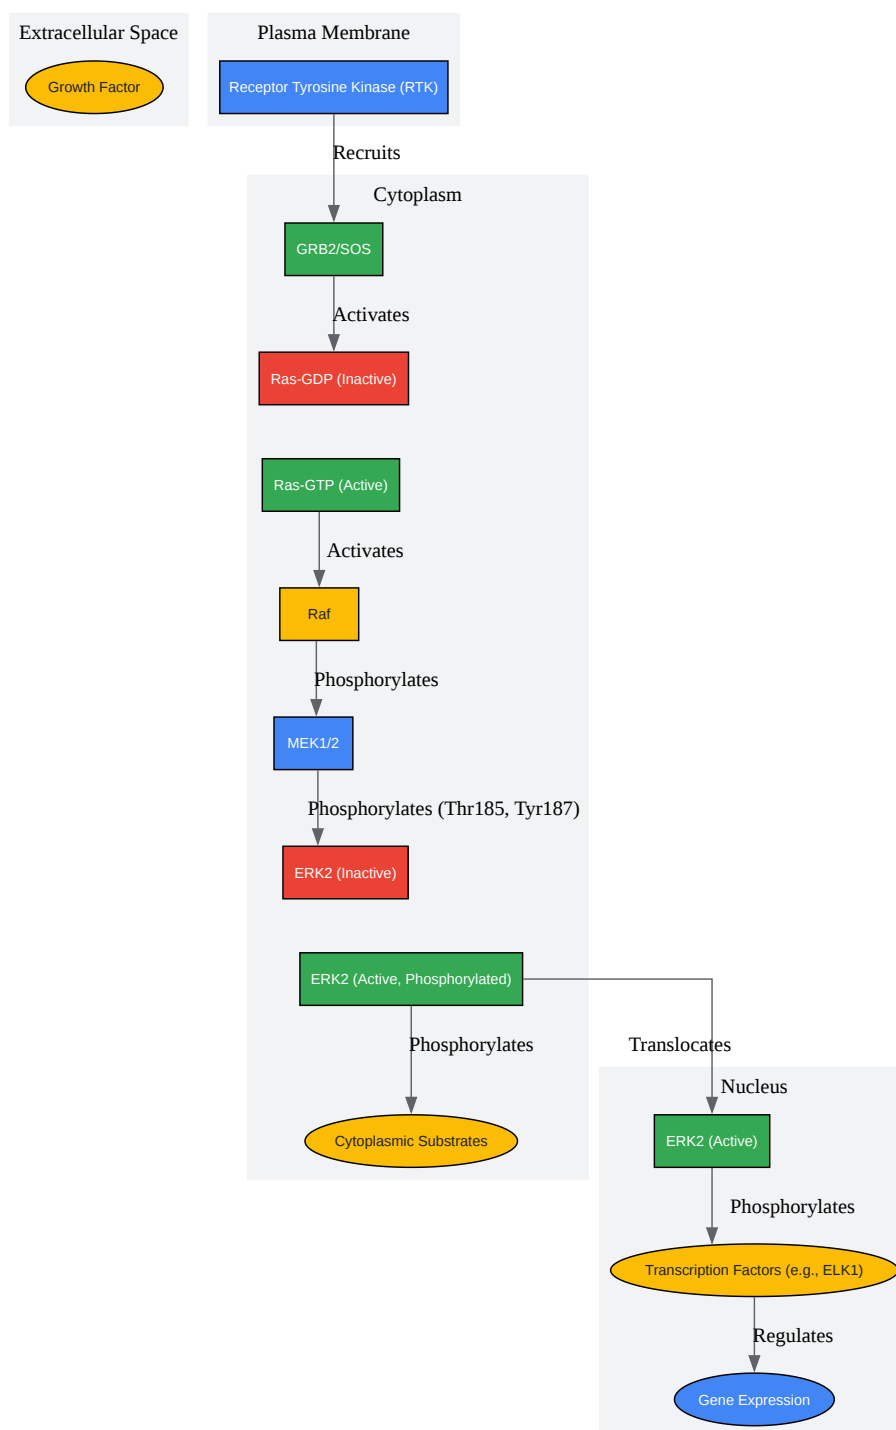 Extracellular Space
Growth Factor
Plasma Membrane
Receptor Tyrosine Kinase (RTK)
Recruits
Cytoplasm
GRB2/SOS
Activates
Ras-GDP (Inactive)
Ras-GTP (Active)
Activates
Raf
Phosphorylates
MEK1/2
Phosphorylates (Thr185, Tyr187)
ERK2 (Inactive)
ERK2 (Active, Phosphorylated)
Phosphorylates
Translocates
Cytoplasmic Substrates
Nucleus
ERK2 (Active)
Phosphorylates
Transcription Factors (e.g., ELK1)
Regulates
Gene Expression